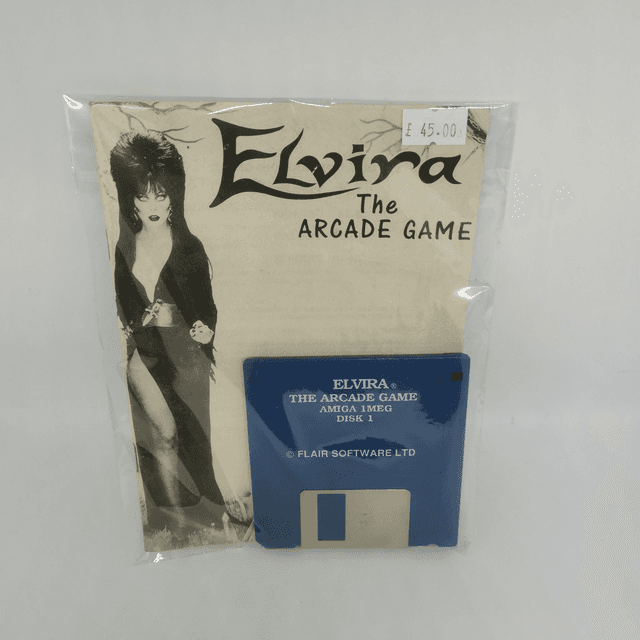 £ 45.00
Elvira
The
ARCADE GAME
ELVIRA®
THE ARCADE GAME
AMIGA 1MEG
DISK 1
© FLAIR SOFTWARE LTD